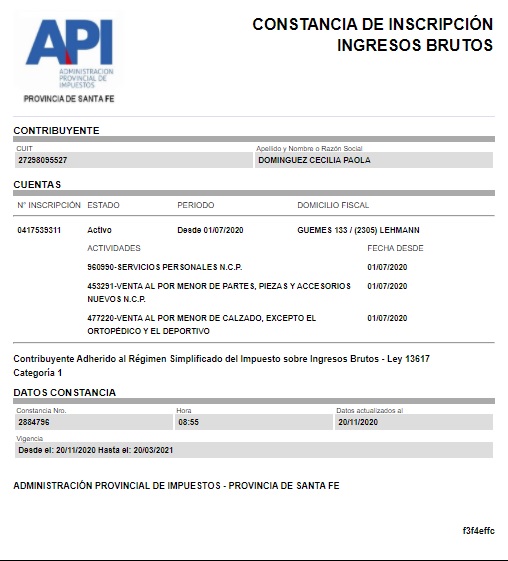 CONSTANCIA DE INSCRIPCIÓN
INGRESOS BRUTOS
API
ADMINISTRACION
PROVINCIAL DE
IMPUESTOS
PROVINCIA DE SANTA FE
CONTRIBUYENTE
CUIT Apellido y Nombre o Razón Social
27298095527 DOMINGUEZ CECILIA PAOLA
CUENTAS
N° INSCRIPCIÓN ESTADO PERIODO DOMICILIO FISCAL
0417539311 Activo Desde 01/07/2020 GUEMES 133 / (2305) LEHMANN
ACTIVIDADES FECHA DESDE
960990-SERVICIOS PERSONALES N.C.P. 01/07/2020
453291-VENTA AL POR MENOR DE PARTES, PIEZAS Y ACCESORIOS 01/07/2020
NUEVOS N.C.P.
477220-VENTA AL POR MENOR DE CALZADO, EXCEPTO EL 01/07/2020
ORTOPÉDICO Y EL DEPORTIVO
Contribuyente Adherido al Régimen Simplificado del Impuesto sobre Ingresos Brutos - Ley 13617
Categoría 1
DATOS CONSTANCIA
Constancia Nro. Hora Datos actualizados al
2884796 08:55 20/11/2020
Vigencia
Desde el: 20/11/2020 Hasta el: 20/03/2021
ADMINISTRACIÓN PROVINCIAL DE IMPUESTOS - PROVINCIA DE SANTA FE
f3f4effc